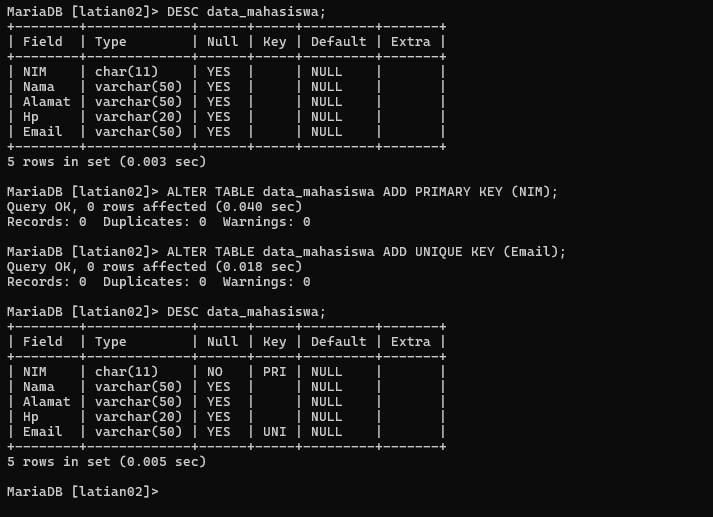 MariaDB [latian02]> DESC data_mahasiswa;
+--------+-------------+------+-----+---------+-------+
| Field  | Type        | Null | Key | Default | Extra |
+--------+-------------+------+-----+---------+-------+
| NIM    | char(11)    | YES  |     | NULL    |       |
| Nama   | varchar(50) | YES  |     | NULL    |       |
| Alamat | varchar(50) | YES  |     | NULL    |       |
| Hp     | varchar(20) | YES  |     | NULL    |       |
| Email  | varchar(50) | YES  |     | NULL    |       |
+--------+-------------+------+-----+---------+-------+
5 rows in set (0.003 sec)

MariaDB [latian02]> ALTER TABLE data_mahasiswa ADD PRIMARY KEY (NIM);
Query OK, 0 rows affected (0.040 sec)
Records: 0  Duplicates: 0  Warnings: 0

MariaDB [latian02]> ALTER TABLE data_mahasiswa ADD UNIQUE KEY (Email);
Query OK, 0 rows affected (0.018 sec)
Records: 0  Duplicates: 0  Warnings: 0

MariaDB [latian02]> DESC data_mahasiswa;
+--------+-------------+------+-----+---------+-------+
| Field  | Type        | Null | Key | Default | Extra |
+--------+-------------+------+-----+---------+-------+
| NIM    | char(11)    | NO   | PRI | NULL    |       |
| Nama   | varchar(50) | YES  |     | NULL    |       |
| Alamat | varchar(50) | YES  |     | NULL    |       |
| Hp     | varchar(20) | YES  |     | NULL    |       |
| Email  | varchar(50) | YES  | UNI | NULL    |       |
+--------+-------------+------+-----+---------+-------+
5 rows in set (0.005 sec)

MariaDB [latian02]>